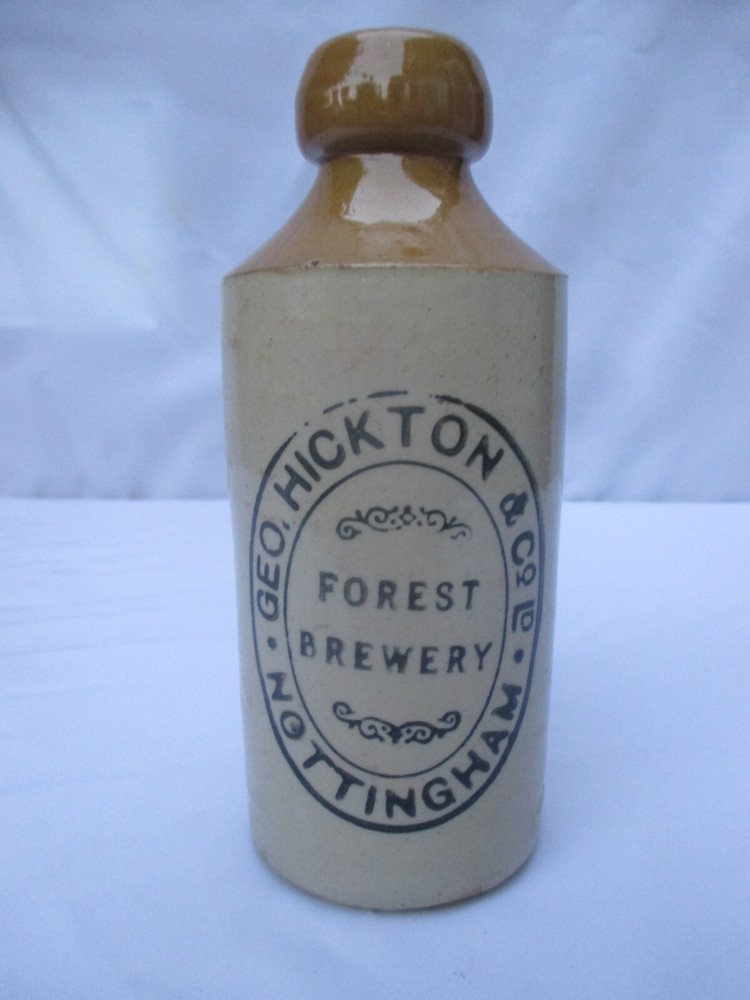 GEO. HICKTON & Co LD
FOREST
BREWERY
NOTTINGHAM